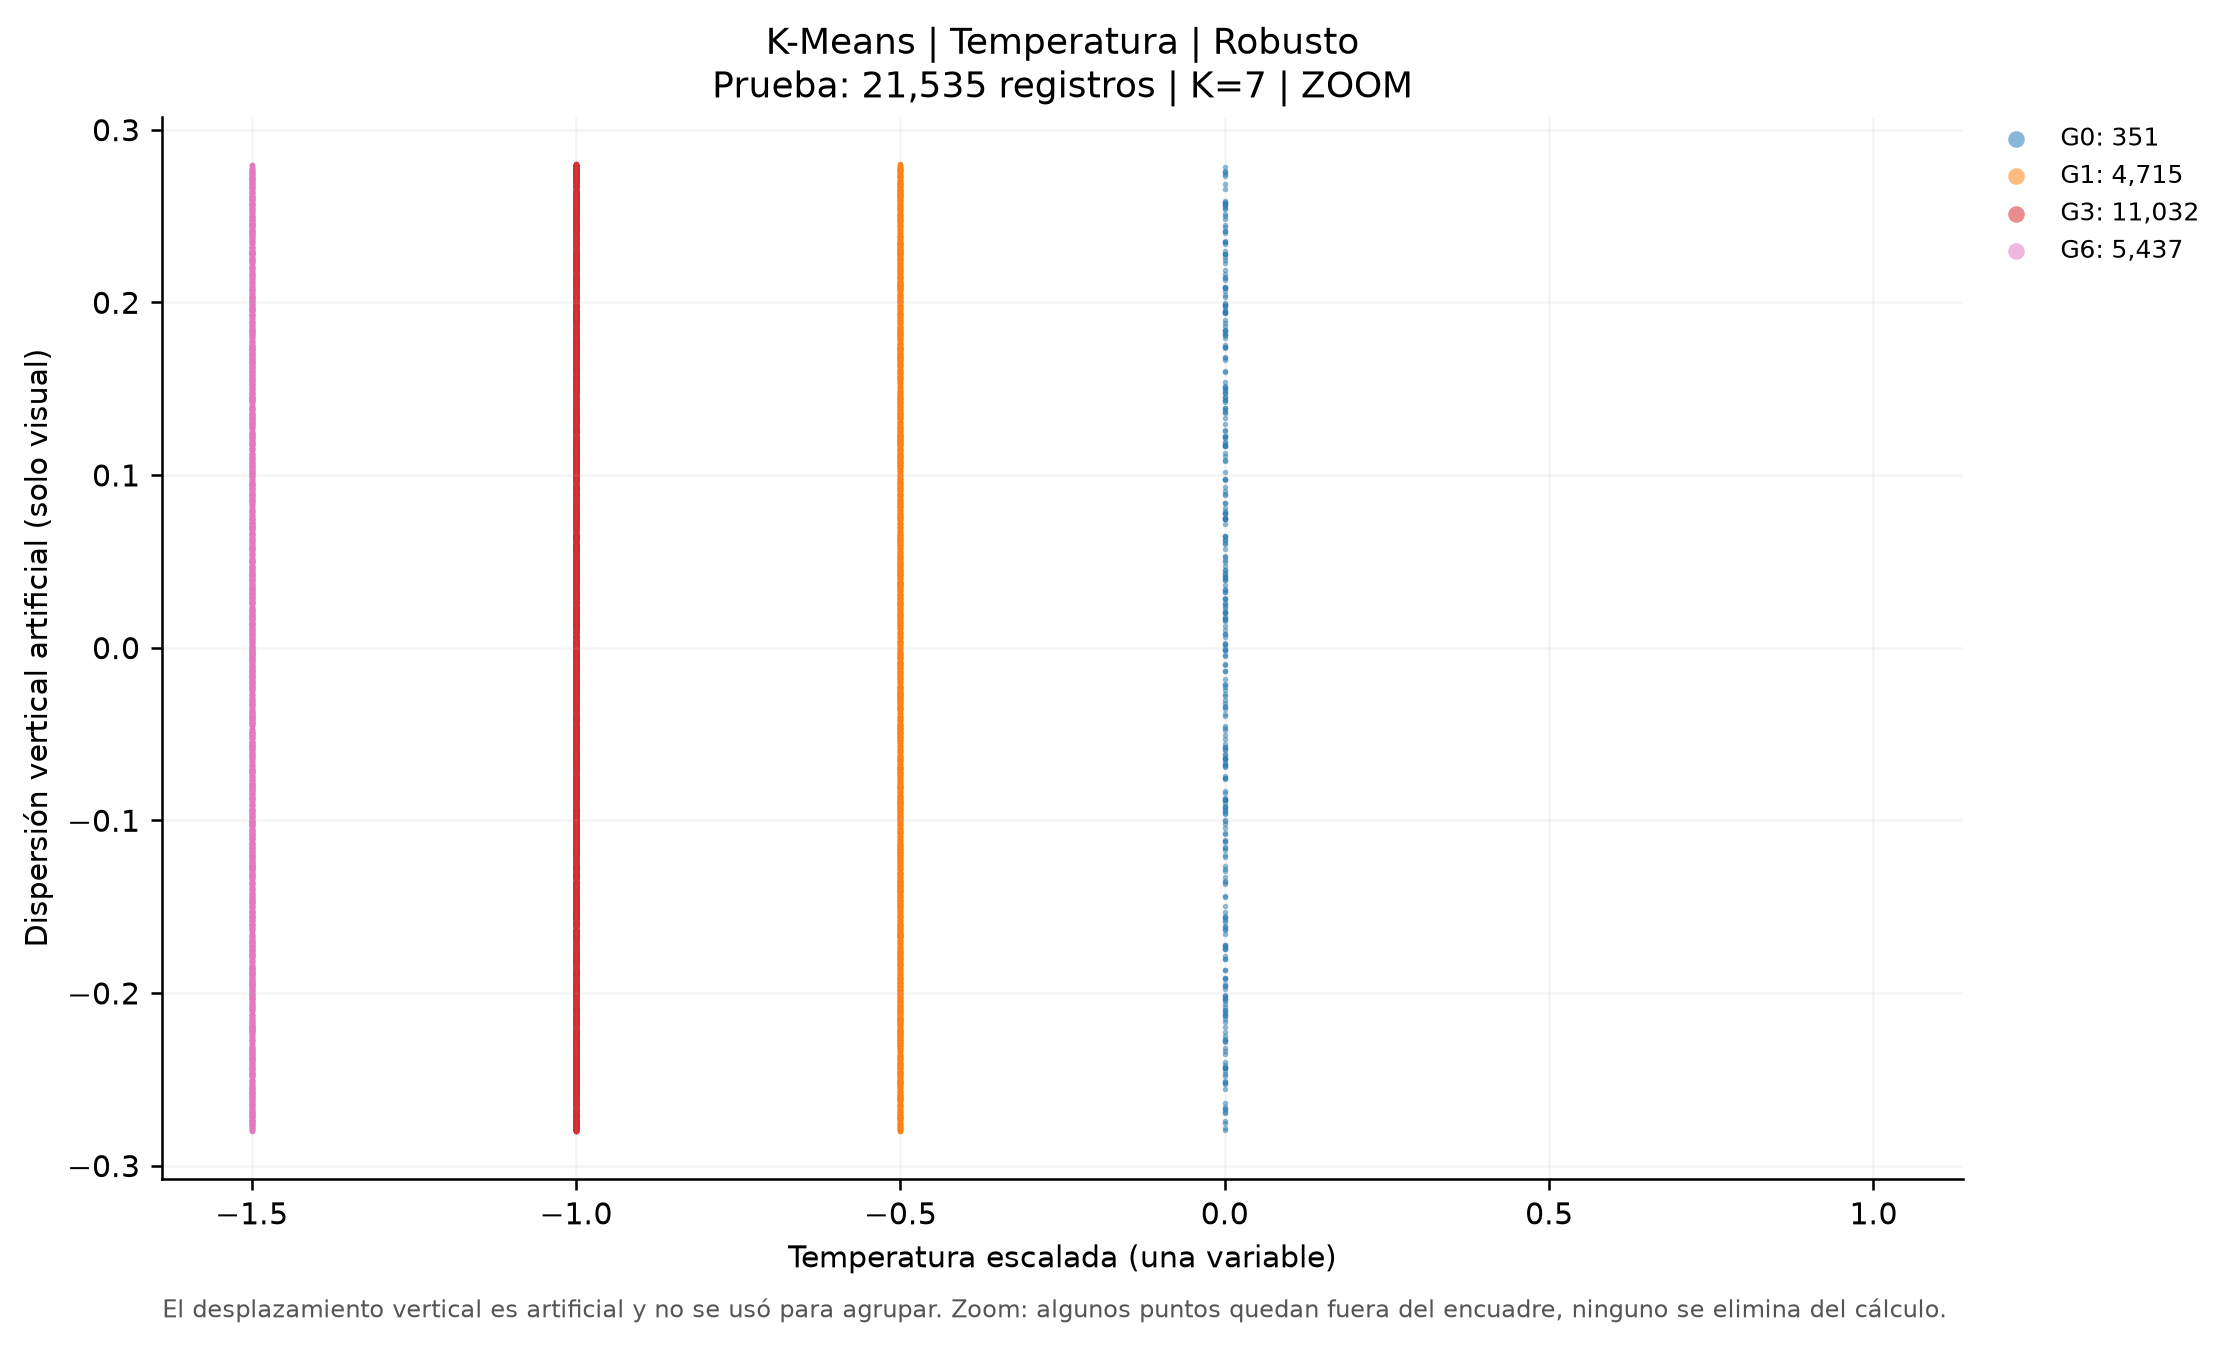 K-Means | Temperatura | Robusto
Prueba: 21,535 registros | K=7 | ZOOM
G0: 351
G1: 4,715
G3: 11,032
G6: 5,437
Dispersión vertical artificial (solo visual)
0.3
0.2
0.1
0.0
−0.1
−0.2
−0.3
−1.5
−1.0
−0.5
0.0
0.5
1.0
Temperatura escalada (una variable)
El desplazamiento vertical es artificial y no se usó para agrupar. Zoom: algunos puntos quedan fuera del encuadre, ninguno se elimina del cálculo.